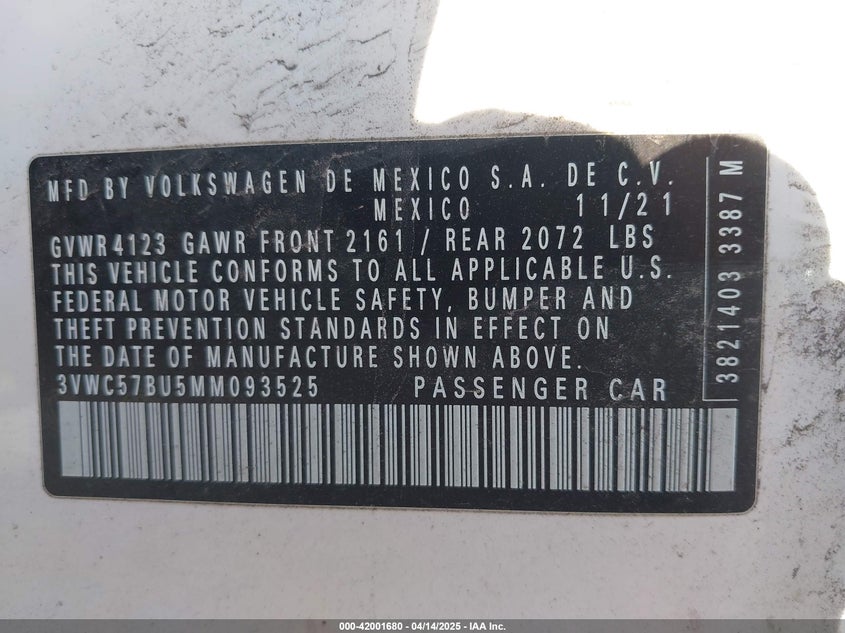 MFD BY VOLKSWAGEN DE MEXICO S.A. DE C.V.
MEXICO 11/21
GVWR 4123 GAWR FRONT 2161 / REAR 2072 LBS
THIS VEHICLE CONFORMS TO ALL APPLICABLE U.S.
FEDERAL MOTOR VEHICLE SAFETY, BUMPER AND
THEFT PREVENTION STANDARDS IN EFFECT ON
THE DATE OF MANUFACTURE SHOWN ABOVE.
3VWC57BU5MM093525 PASSENGER CAR
3821403 3387 M
000-42001680 - 04/14/2025 - IAA Inc.